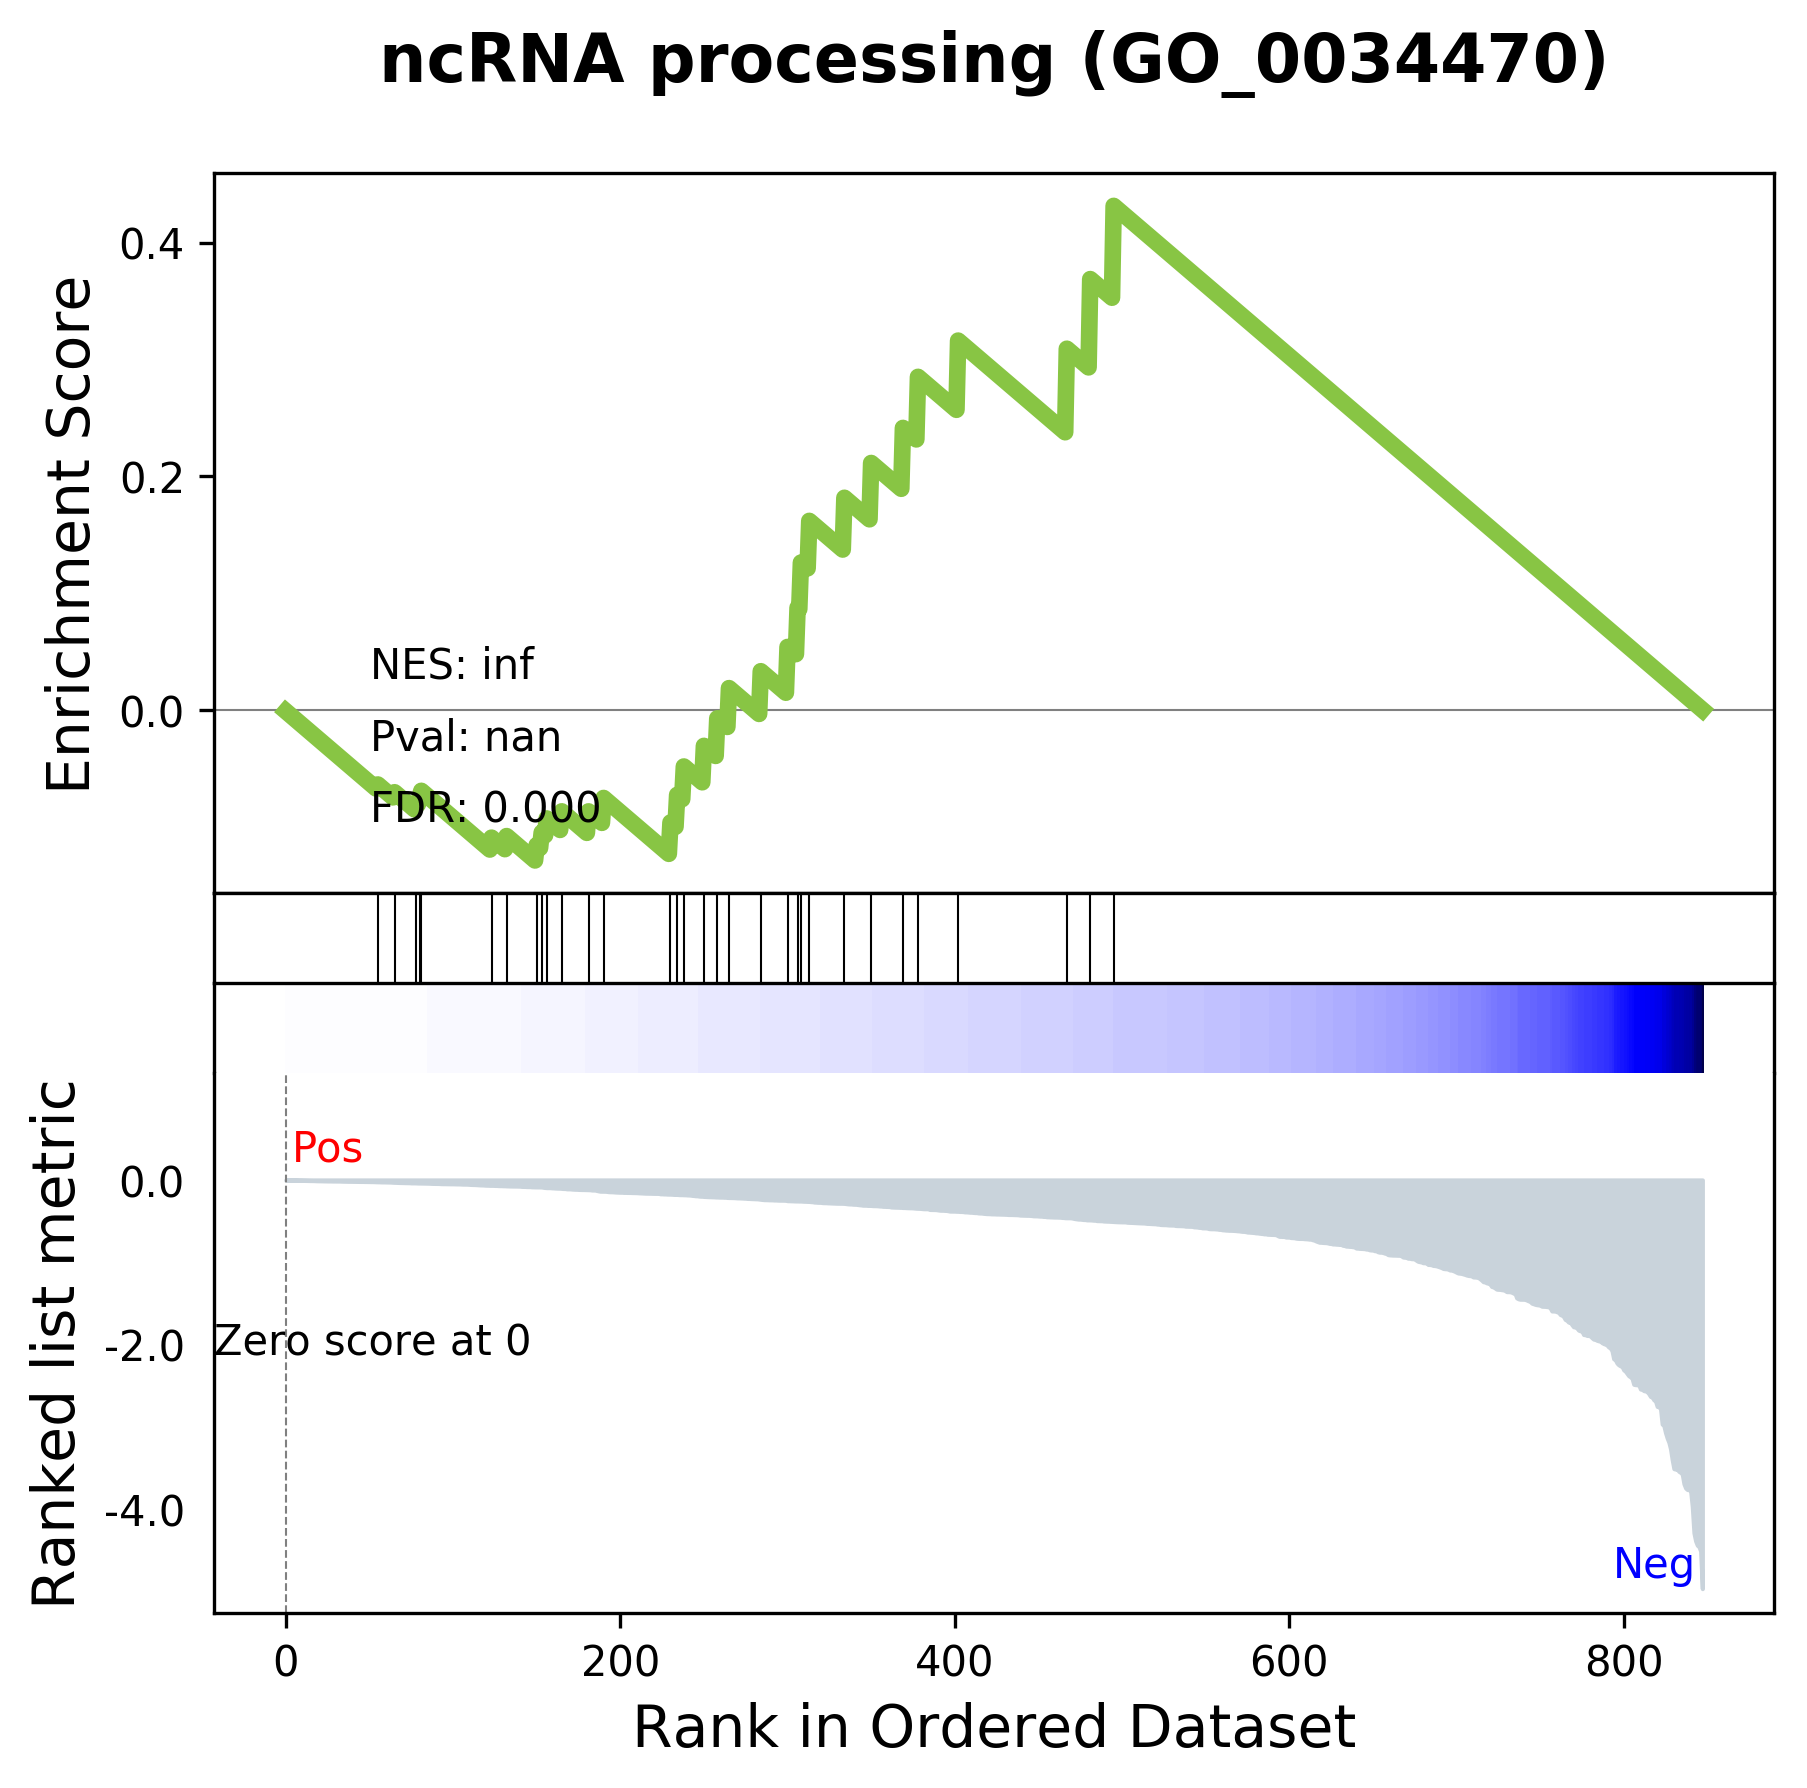 ncRNA processing (GO_0034470)
Enrichment Score
0.4
0.2
0.0
NES: inf
Pval: nan
FDR: 0.000
Ranked list metric
0.0
-2.0
-4.0
Pos
Zero score at 0
Neg
0 200 400 600 800
Rank in Ordered Dataset